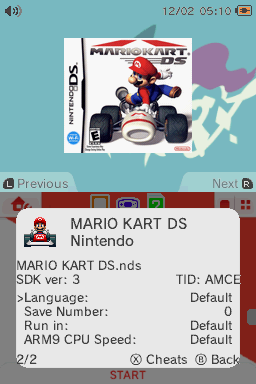 12/02 05:10
NINTENDO DS
MARIOKART
DS
EVERYONE
E
Nintendo
L Previous
Next R
MARIO KART DS
Nintendo
MARIO KART DS.nds
SDK ver: 3 TID: AMCE
>Language: Default
Save Number: 0
Run in: Default
ARM9 CPU Speed: Default
2/2 X Cheats B Back
START